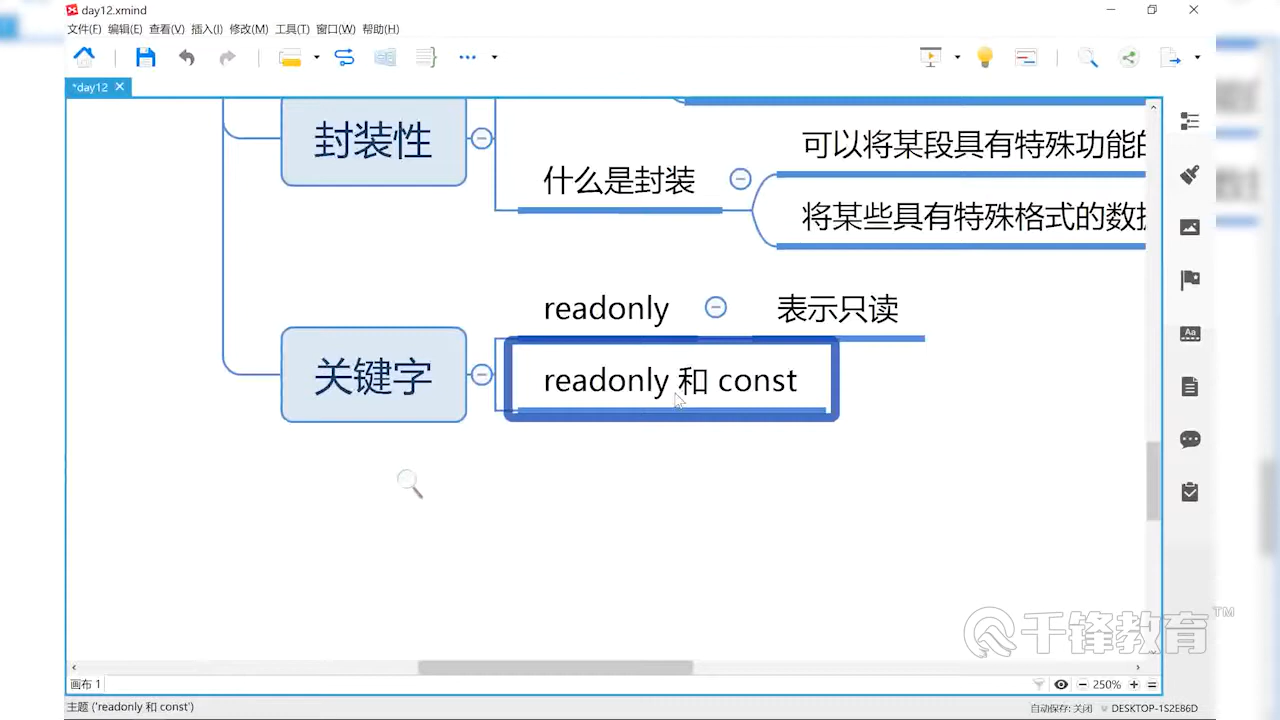 day12.xmind
文件(F) 编辑(E) 查看(V) 插入(I) 修改(M) 工具(T) 窗口(W) 帮助(H)
*day12
封装性
什么是封装
可以将某段具有特殊功能的
将某些具有特殊格式的数据
readonly
表示只读
关键字
readonly 和 const
Aa
千锋教育 TM
画布 1
250%
主题 ('readonly 和 const')
自动保存: 关闭
DESKTOP-1S2E86D